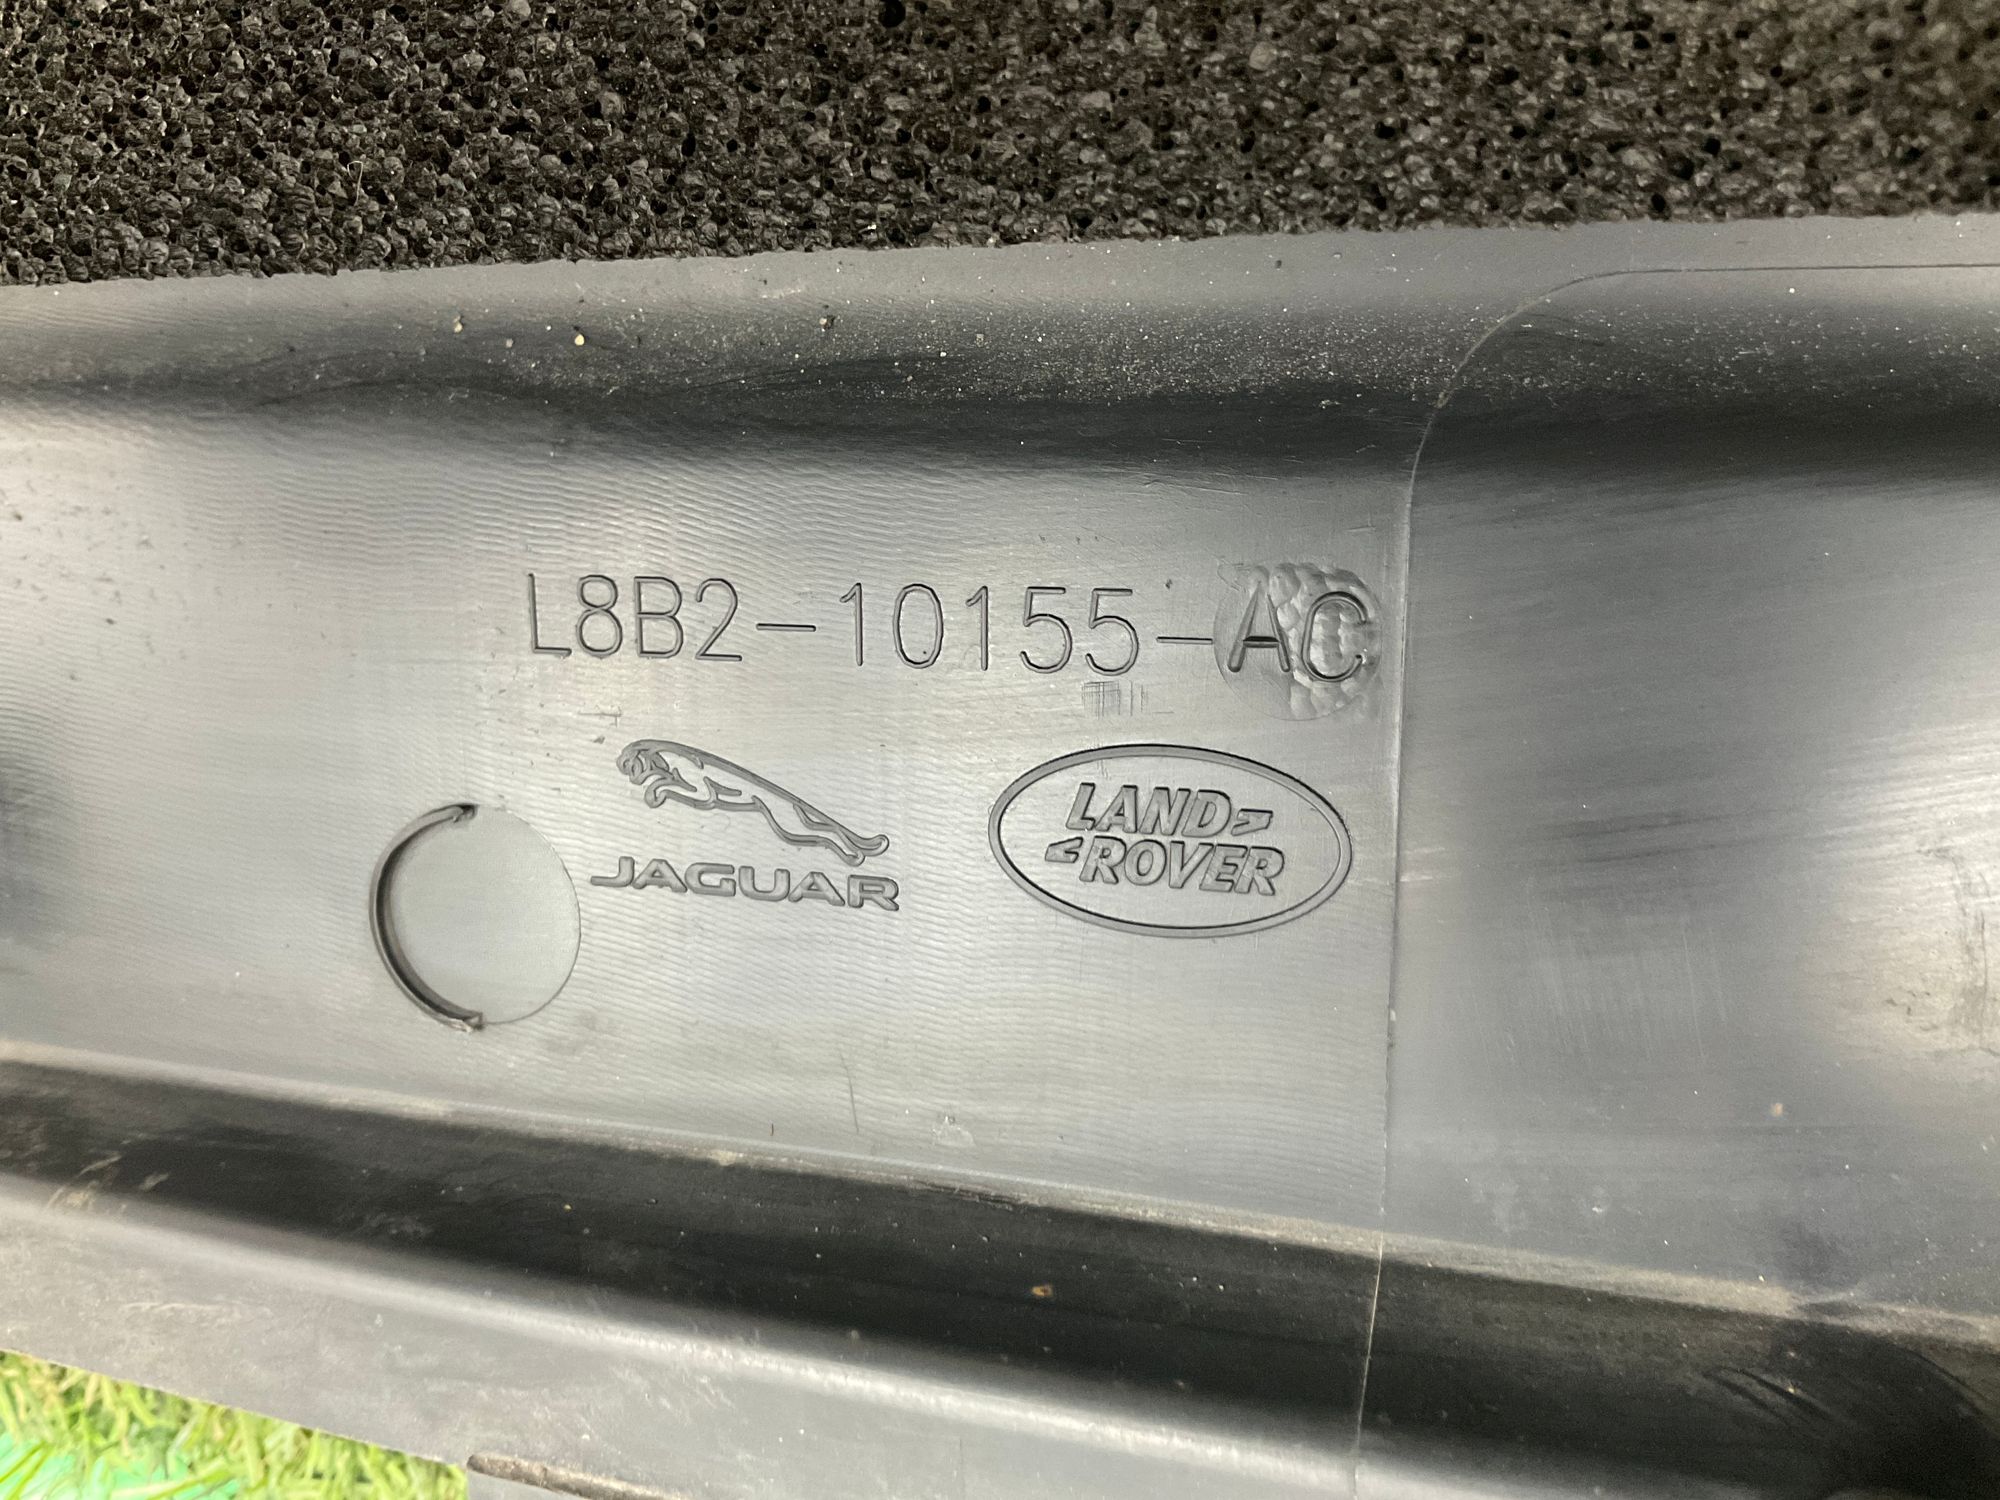 L8B2-10155-AC
JAGUAR
LAND
ROVER